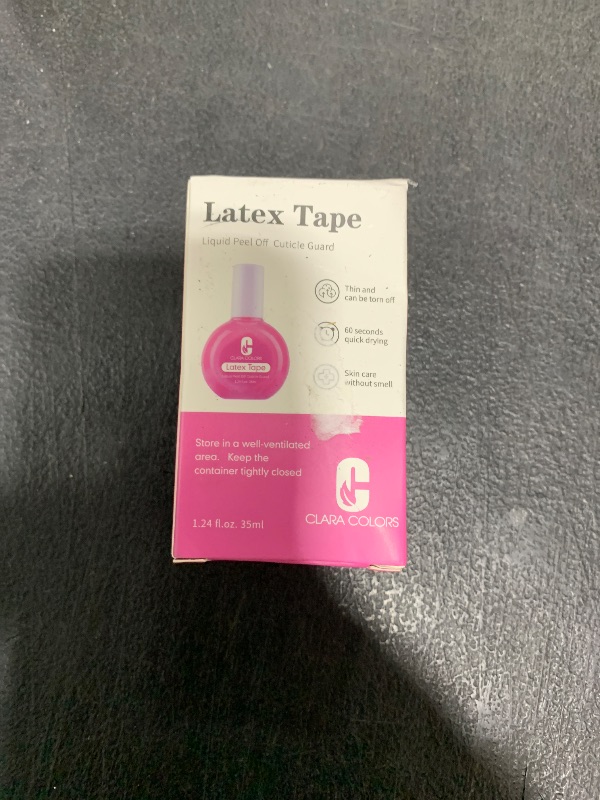 Latex Tape
Liquid Peel Off Cuticle Guard
Thin and
can be torn off
60 seconds
quick drying
Skin care
without smell
CLARA COLORS
Latex Tape
Store in a well-ventilated
area. Keep the
container tightly closed
CLARA COLORS
1.24 fl.oz. 35ml